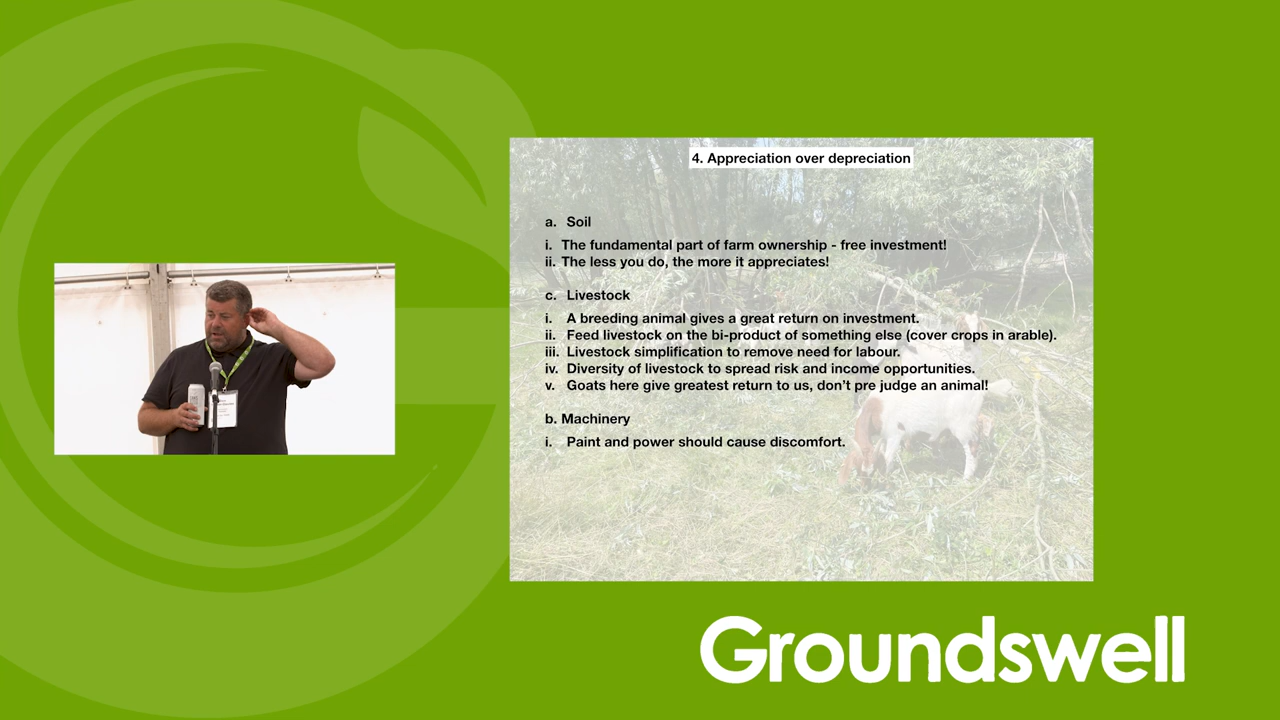 4. Appreciation over depreciation
a. Soil
i. The fundamental part of farm ownership - free investment!
ii. The less you do, the more it appreciates!
c. Livestock
i. A breeding animal gives a great return on investment.
ii. Feed livestock on the bi-product of something else (cover crops in arable).
iii. Livestock simplification to remove need for labour.
iv. Diversity of livestock to spread risk and income opportunities.
v. Goats here give greatest return to us, don't pre judge an animal!
b. Machinery
i. Paint and power should cause discomfort.
Groundswell